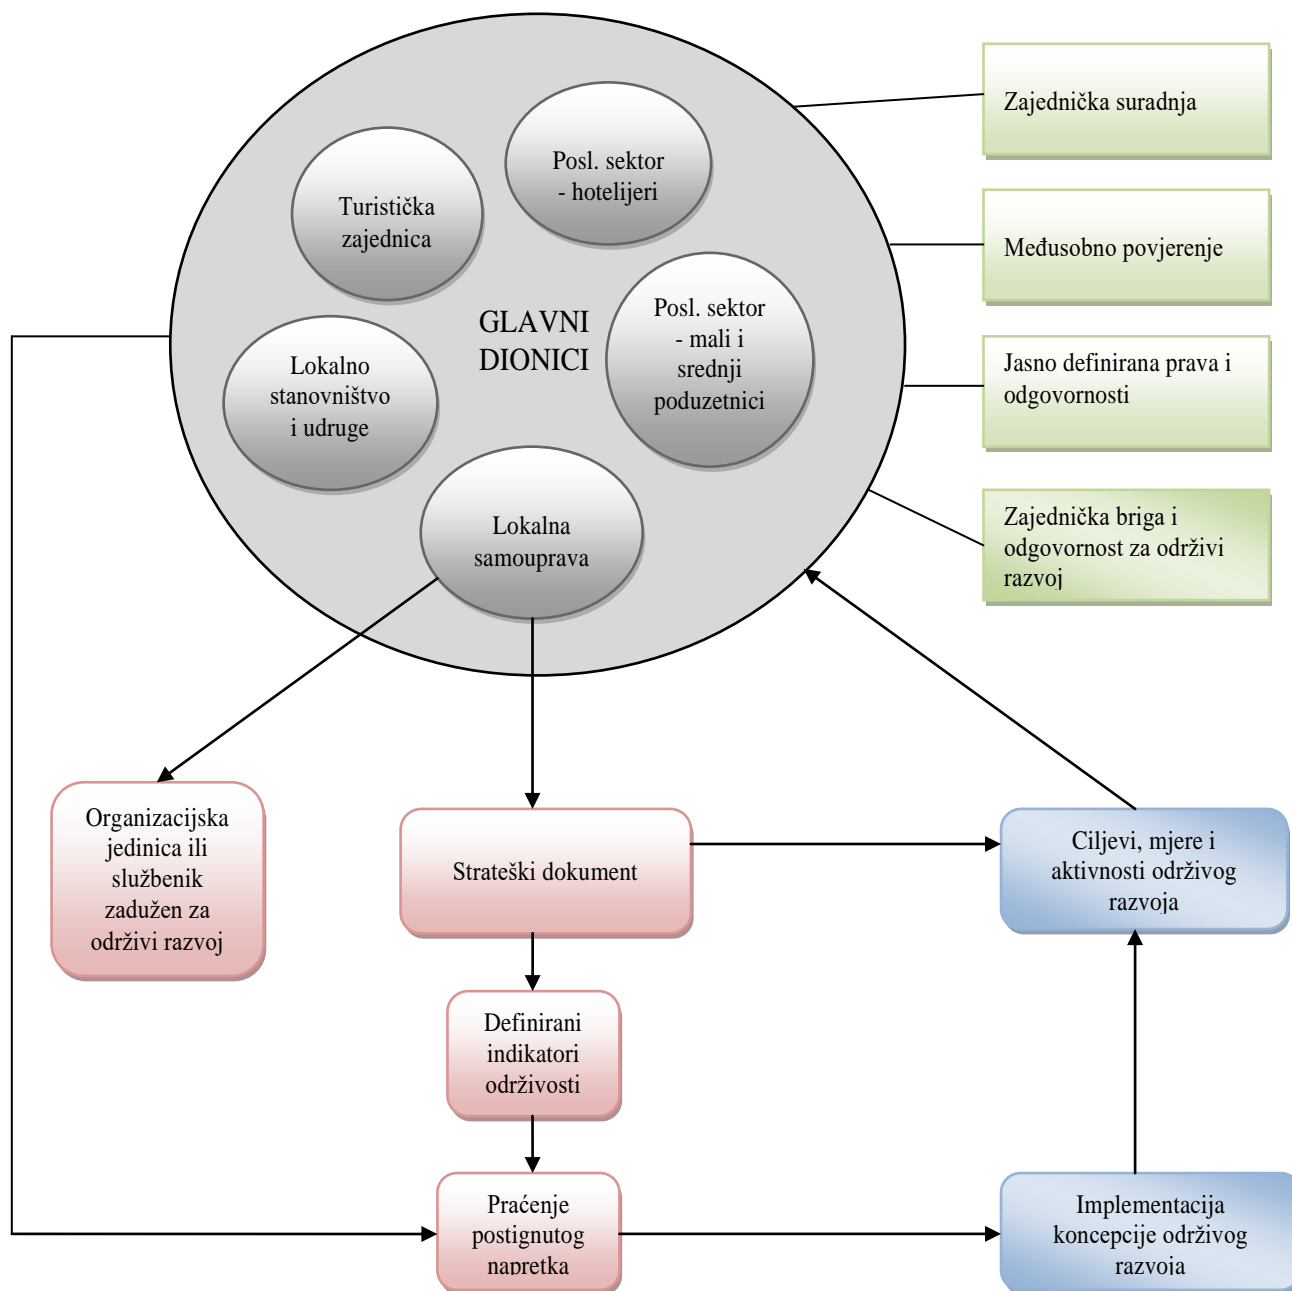 Zajednička suradnja
Posl. sektor
- hotelijeri
Turistička
zajednica
Međusobno povjerenje
GLAVNI
DIONICI
Posl. sektor
- mali i
srednji
poduzetnici
Lokalno
stanovništvo
i udruge
Jasno definirana prava i
odgovornosti
Lokalna
samouprava
Zajednička briga i
odgovornost za održivi
razvoj
Organizacijska
jedinica ili
službenik
zadužen za
održivi razvoj
Strateški dokument
Ciljevi, mjere i
aktivnosti održivog
razvoja
Definirani
indikatori
održivosti
Praćenje
postignutog
napretka
Implementacija
koncepcije održivog
razvoja